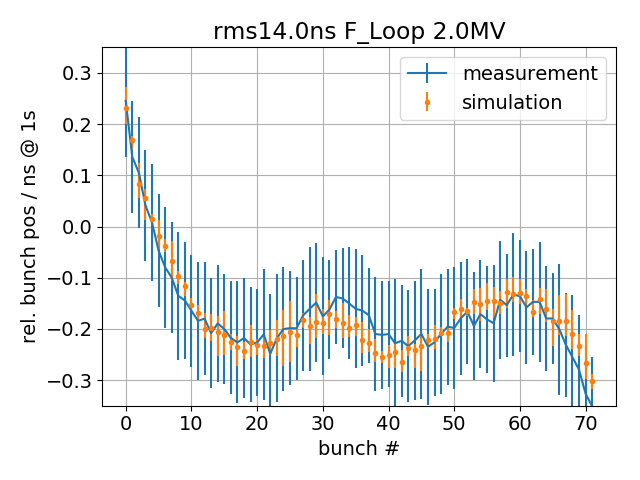 rms14.0ns F_Loop 2.0MV
measurement
simulation
rel. bunch pos / ns @ 1s
0.3
0.2
0.1
0.0
−0.1
−0.2
−0.3
0 10 20 30 40 50 60 70
bunch #